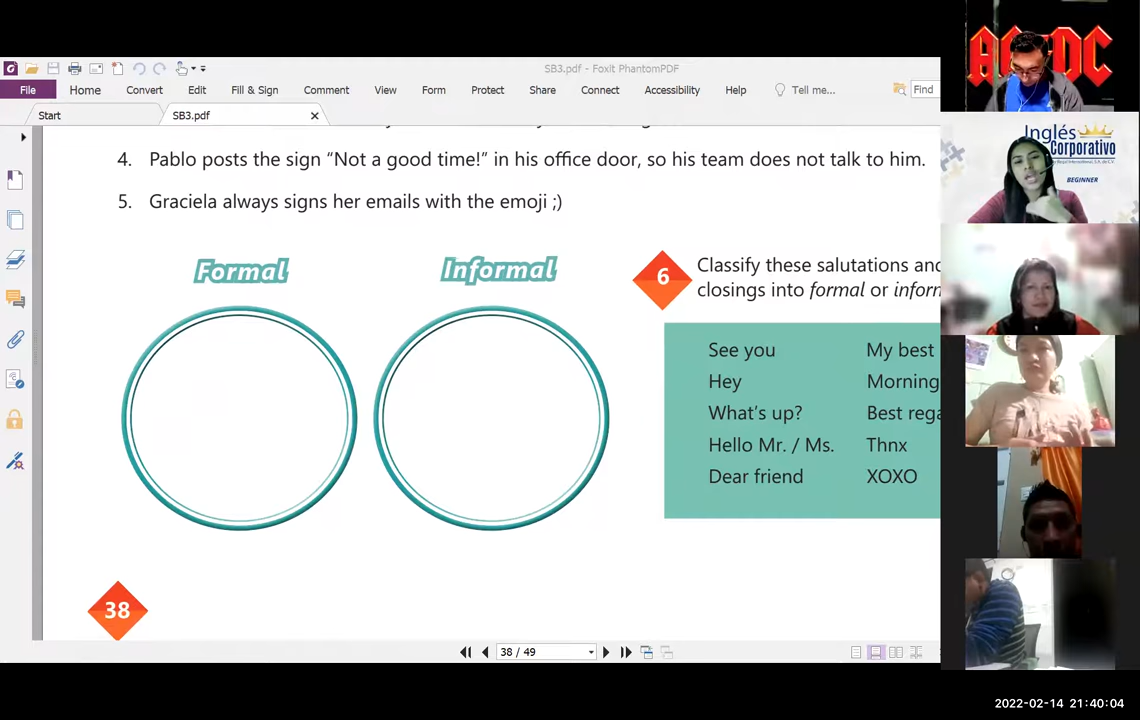 SB3.pdf - Foxit PhantomPDF
File Home Convert Edit Fill & Sign Comment View Form Protect Share Connect Accessibility Help Tell me... Find
Start SB3.pdf
4. Pablo posts the sign “Not a good time!” in his office door, so his team does not talk to him.
5. Graciela always signs her emails with the emoji ;)
Formal
Informal
6 Classify these salutations and
closings into formal or inform
See you My best
Hey Morning
What’s up? Best rega
Hello Mr. / Ms. Thnx
Dear friend XOXO
38
38 / 49
AC DC
Inglés
Corporativo
BEGINNER
2022-02-14 21:40:04